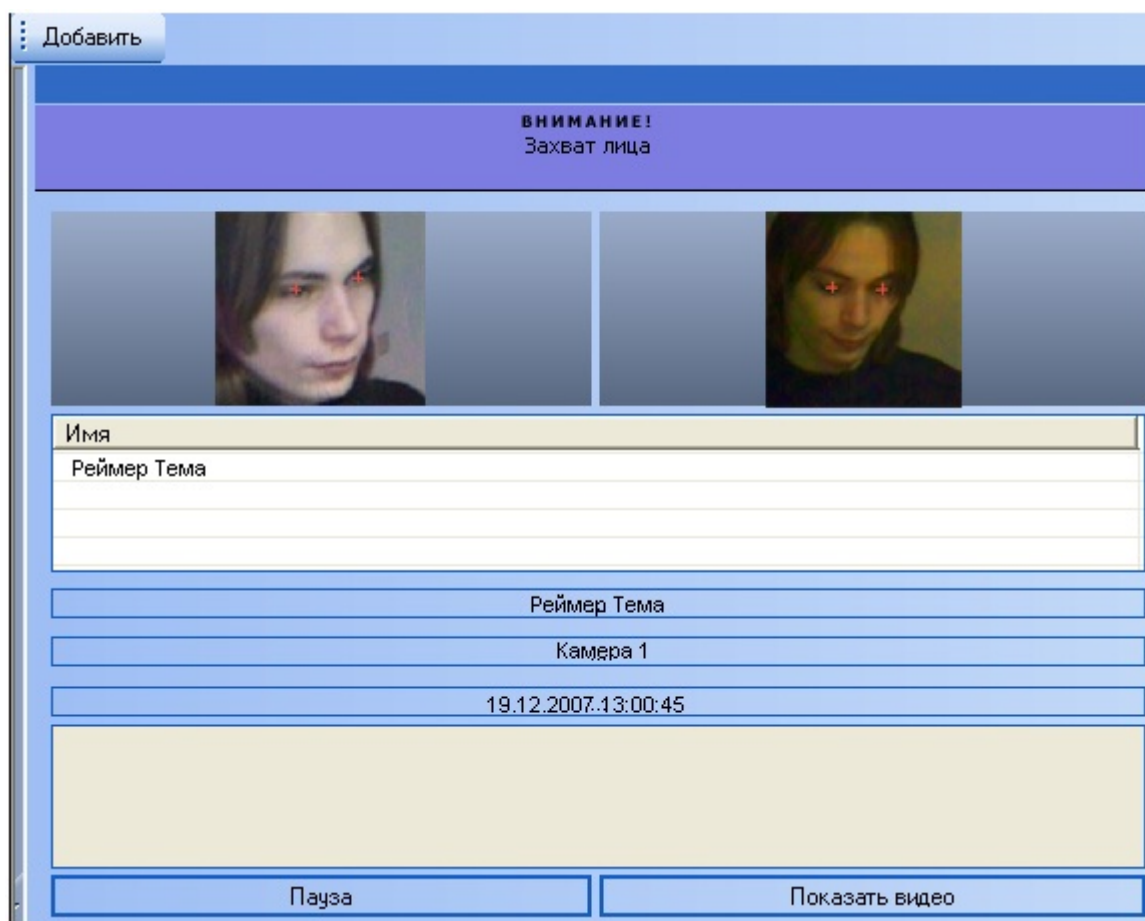 Добавить
ВНИМАНИЕ!
Захват лица
Имя
Реймер Тема
Реймер Тема
Камера 1
19.12.2007 13:00:45
Пауза
Показать видео